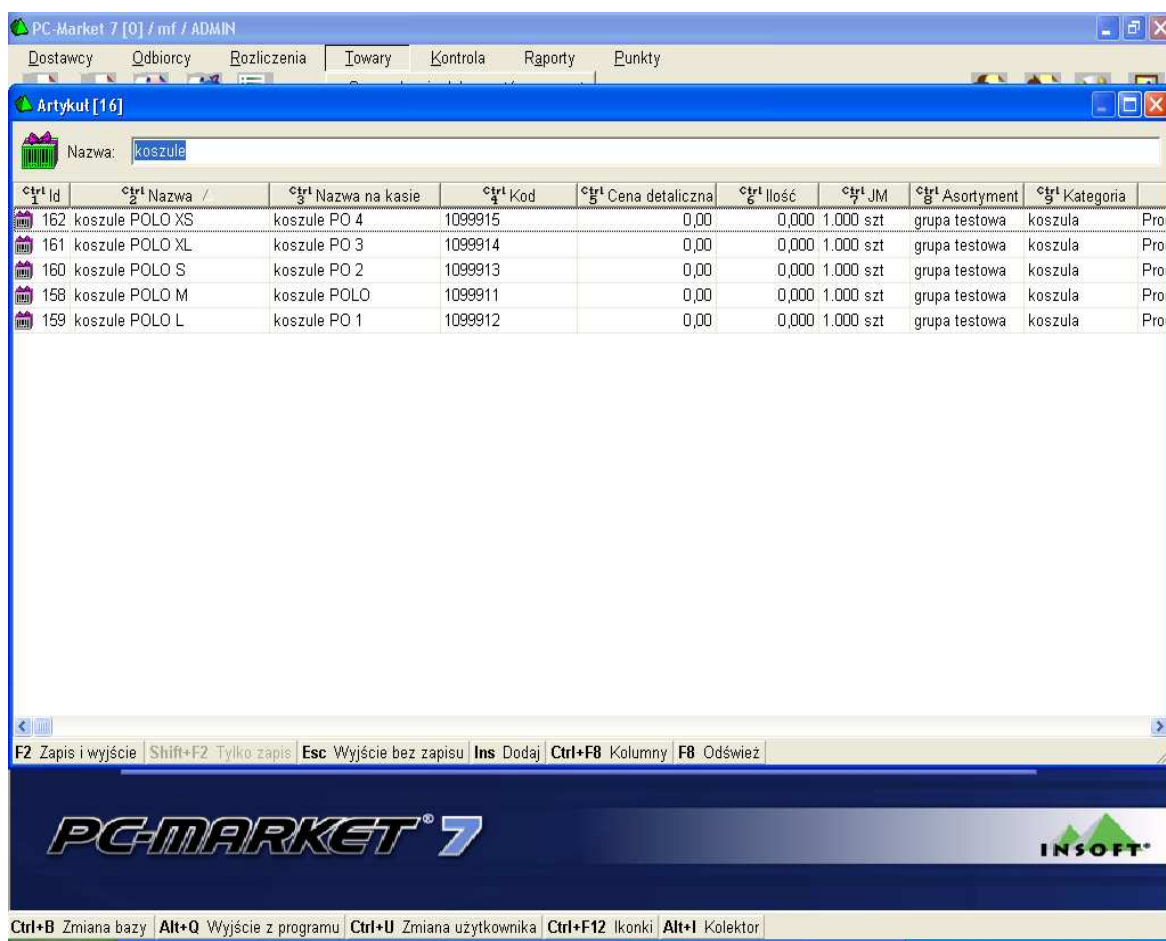 PC-Market 7 [0] / mf / ADMIN
Dostawcy Odbiorcy Rozliczenia Towary Kontrola Raporty Punkty
Artykuł [16]
Nazwa: koszule
Ctrl 1 Id Ctrl 2 Nazwa / Ctrl 3 Nazwa na kasie Ctrl 4 Kod Ctrl 5 Cena detaliczna Ctrl 6 Ilość Ctrl 7 JM Ctrl 8 Asortyment Ctrl 9 Kategoria
162 koszule POLO XS koszule PO 4 1099915 0,00 0,000 1.000 szt grupa testowa koszula Pro
161 koszule POLO XL koszule PO 3 1099914 0,00 0,000 1.000 szt grupa testowa koszula Pro
160 koszule POLO S koszule PO 2 1099913 0,00 0,000 1.000 szt grupa testowa koszula Pro
158 koszule POLO M koszule POLO 1099911 0,00 0,000 1.000 szt grupa testowa koszula Pro
159 koszule POLO L koszule PO 1 1099912 0,00 0,000 1.000 szt grupa testowa koszula Pro
F2 Zapis i wyjście Shift+F2 Tylko zapis Esc Wyjście bez zapisu Ins Dodaj Ctrl+F8 Kolumny F8 Odśwież
PC-MARKET® 7
INSOFT
Ctrl+B Zmiana bazy Alt+Q Wyjście z programu Ctrl+U Zmiana użytkownika Ctrl+F12 Ikonki Alt+I Kolektor